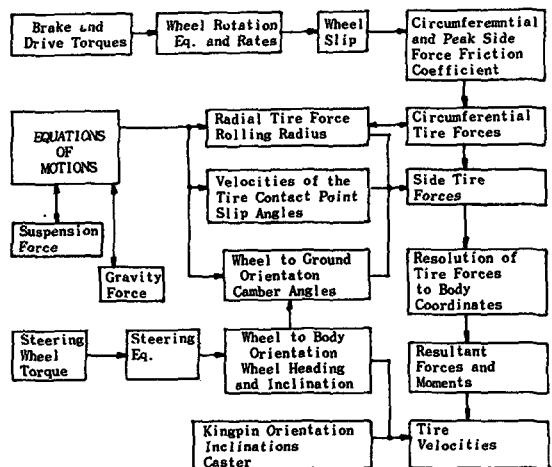 Brake and
Drive Torques
Wheel Rotation
Eq. and Rates
Wheel
Slip
Circumferemntial
and Peak Side
Force Friction
Coefficient
EQUATIONS
OF
MOTIONS
Radial Tire Force
Rolling Radius
Circumferential
Tire Forces
Velocities of the
Tire Contact Point
Slip Angles
Side Tire
Forces
Suspension
Force
Gravity
Force
Wheel to Ground
Orientaton
Camber Angles
Resolution of
Tire Forces
to Body
Coordinates
Steering
Wheel
Torque
Steering
Eq.
Wheel to Body
Orientation
Wheel Heading
and Inclination
Resultant
Forces and
Moments
Kingpin Orientation
Inclinations
Caster
Tire
Velocities